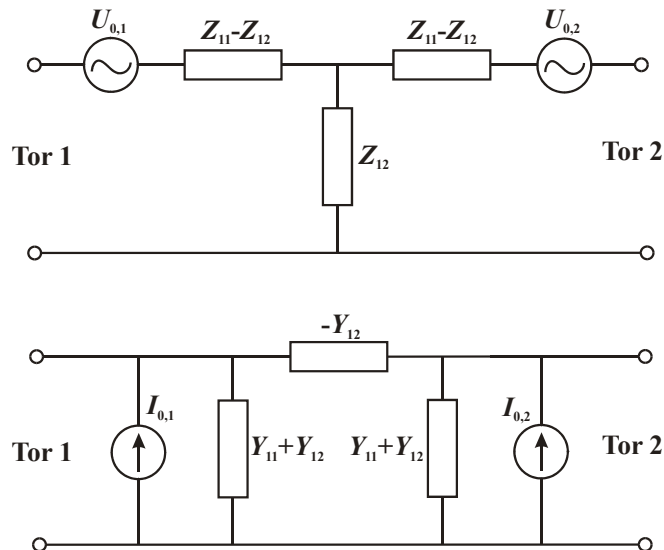 U0,1
U0,2
Z11-Z12
Z11-Z12
Tor 1
Z12
Tor 2
-Y12
I0,1
I0,2
Tor 1
Y11+Y12
Y11+Y12
Tor 2